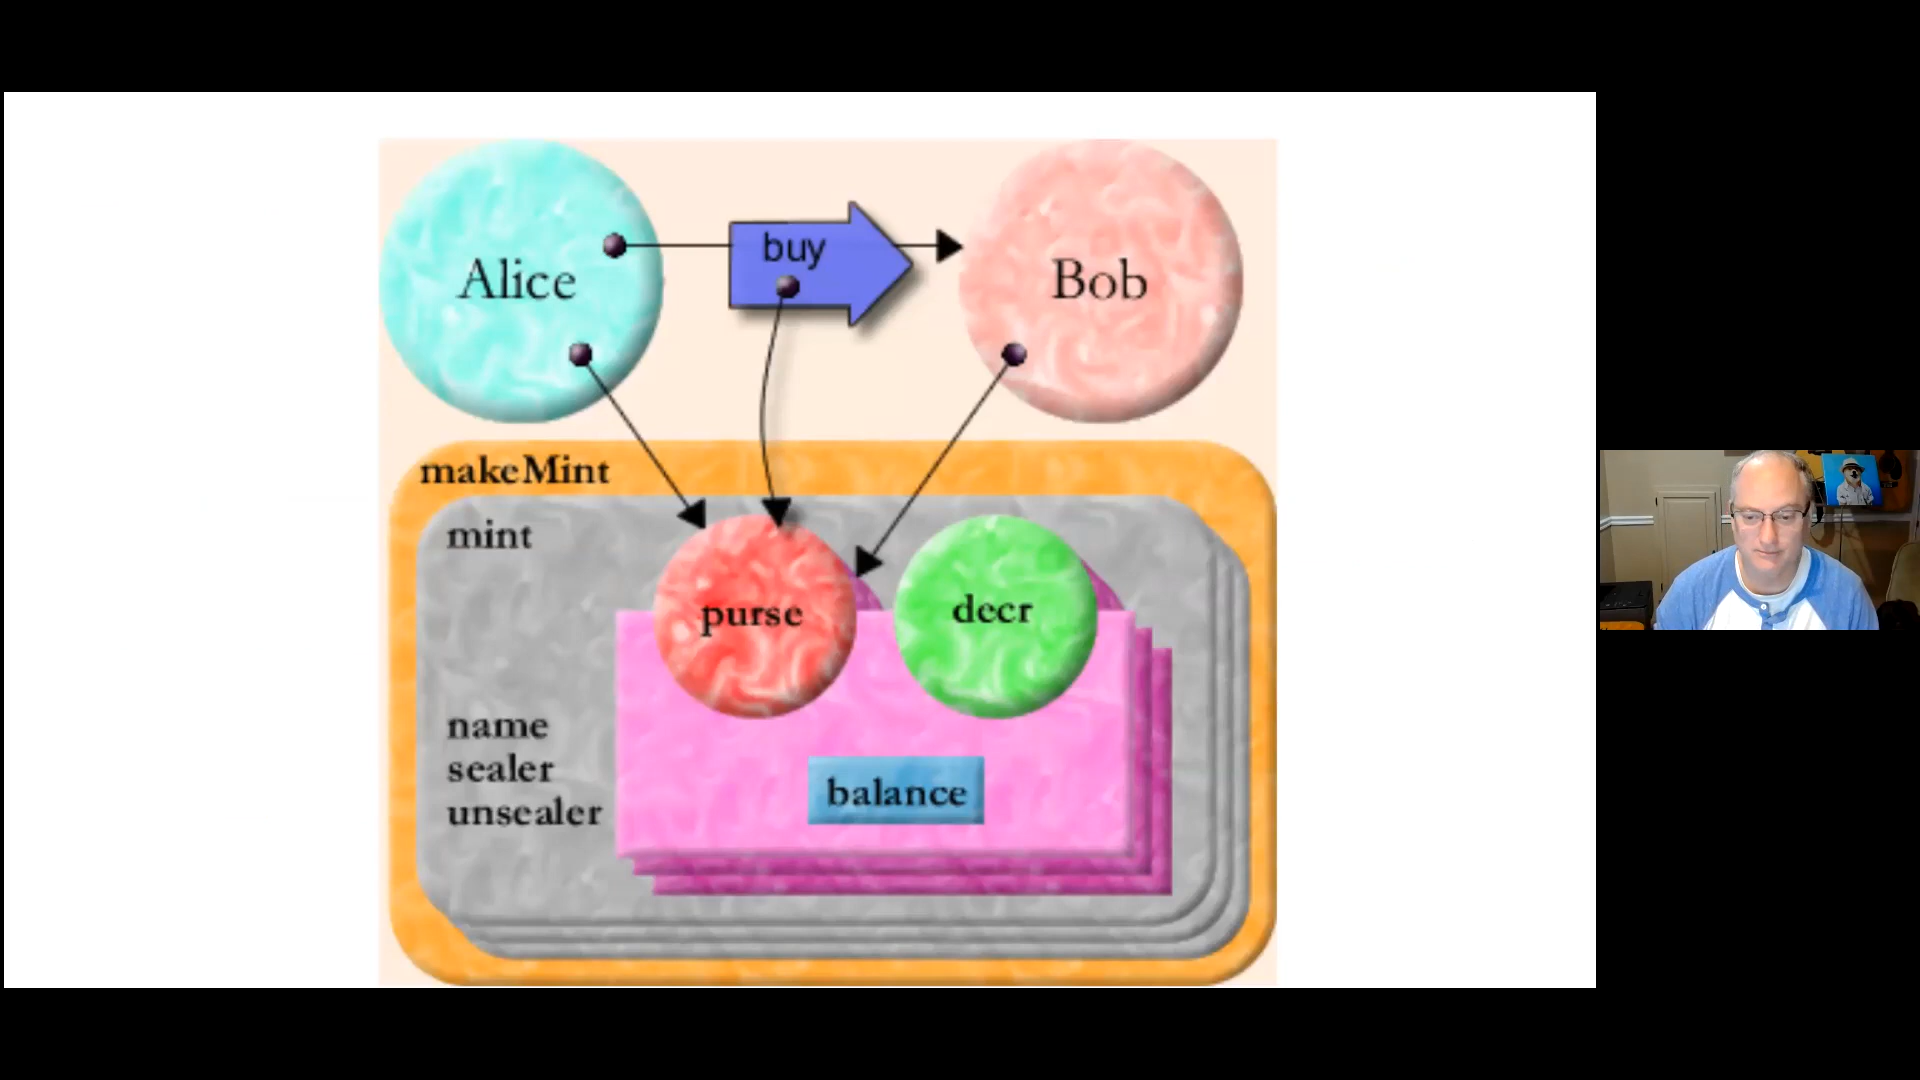 Alice
buy
Bob
makeMint
mint
purse
decr
name
sealer
unsealer
balance